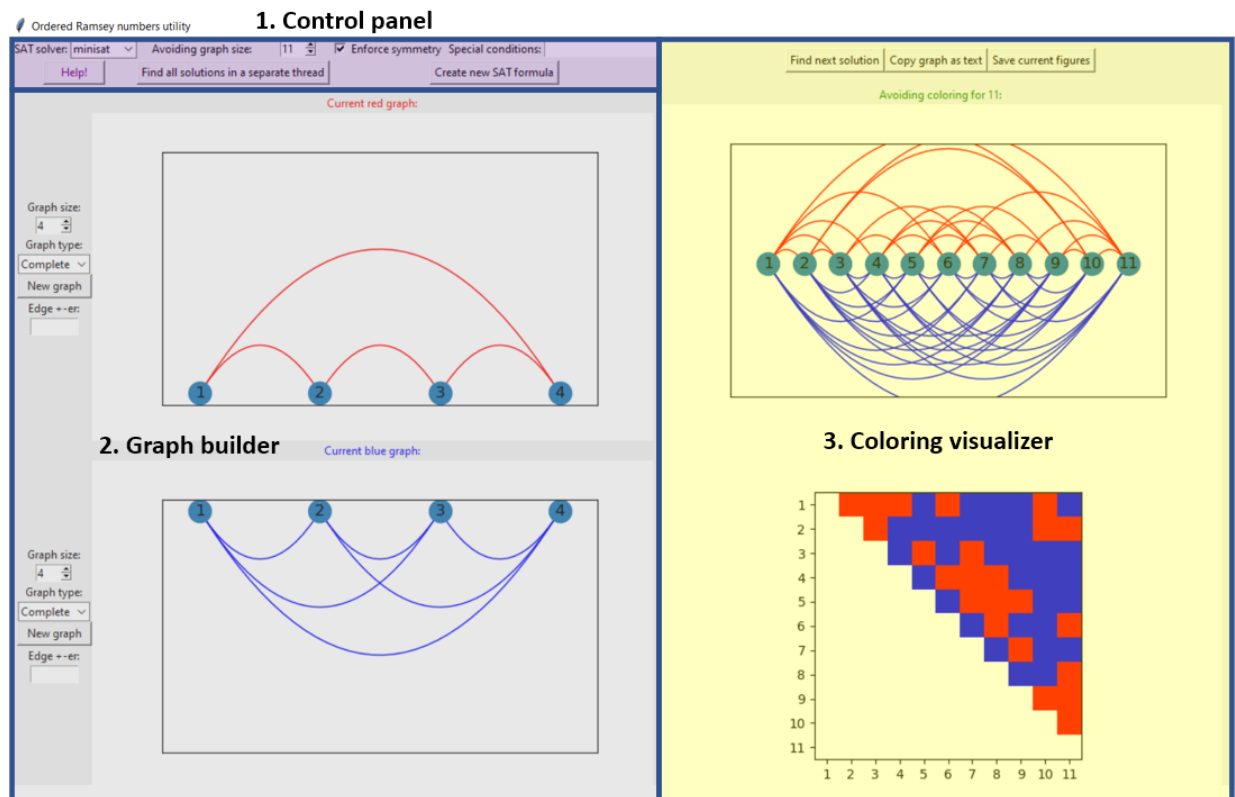 Ordered Ramsey numbers utility
1. Control panel
SAT solver: minisat Avoiding graph size: 11 Enforce symmetry Special conditions:
Help! Find all solutions in a separate thread Create new SAT formula
Current red graph:
Graph size:
4
Graph type:
Complete
New graph
Edge +-er:
1 2 3 4
2. Graph builder
Current blue graph:
1 2 3 4
Graph size:
4
Graph type:
Complete
New graph
Edge +-er:
Find next solution Copy graph as text Save current figures
Avoiding coloring for 11:
1 2 3 4 5 6 7 8 9 10 11
3. Coloring visualizer
1
2
3
4
5
6
7
8
9
10
11
1 2 3 4 5 6 7 8 9 10 11